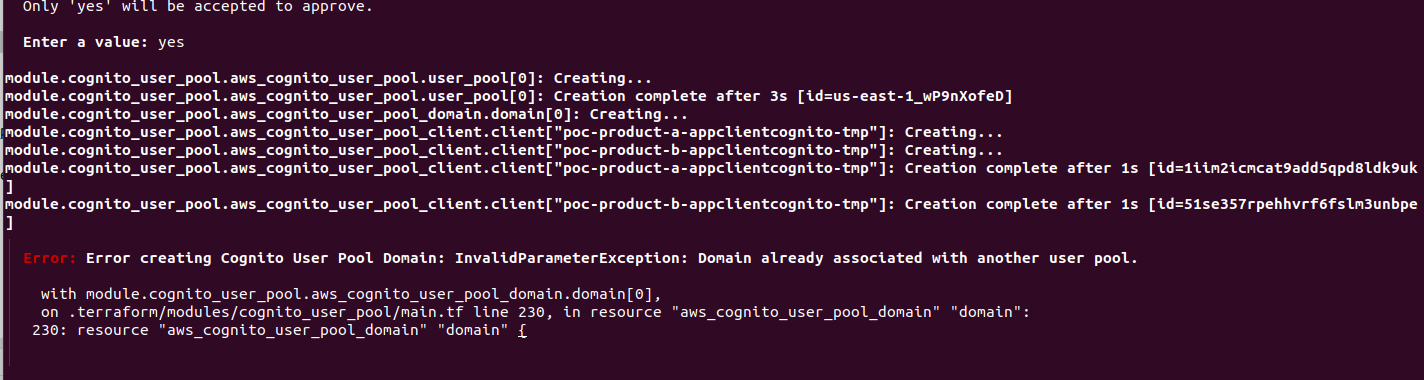 Only 'yes' will be accepted to approve.
Enter a value: yes
module.cognito_user_pool.aws_cognito_user_pool.user_pool[0]: Creating...
module.cognito_user_pool.aws_cognito_user_pool.user_pool[0]: Creation complete after 3s [id=us-east-1_wP9nXofeD]
module.cognito_user_pool.aws_cognito_user_pool_domain.domain[0]: Creating...
module.cognito_user_pool.aws_cognito_user_pool_client.client["poc-product-a-appclientcognito-tmp"]: Creating...
module.cognito_user_pool.aws_cognito_user_pool_client.client["poc-product-b-appclientcognito-tmp"]: Creating...
module.cognito_user_pool.aws_cognito_user_pool_client.client["poc-product-a-appclientcognito-tmp"]: Creation complete after 1s [id=1iim2icmcat9add5qpd8ldk9uk
]
module.cognito_user_pool.aws_cognito_user_pool_client.client["poc-product-b-appclientcognito-tmp"]: Creation complete after 1s [id=51se357rpehhvrf6fslm3unbpe
]
Error: Error creating Cognito User Pool Domain: InvalidParameterException: Domain already associated with another user pool.
with module.cognito_user_pool.aws_cognito_user_pool_domain.domain[0],
on .terraform/modules/cognito_user_pool/main.tf line 230, in resource "aws_cognito_user_pool_domain" "domain":
230: resource "aws_cognito_user_pool_domain" "domain" {